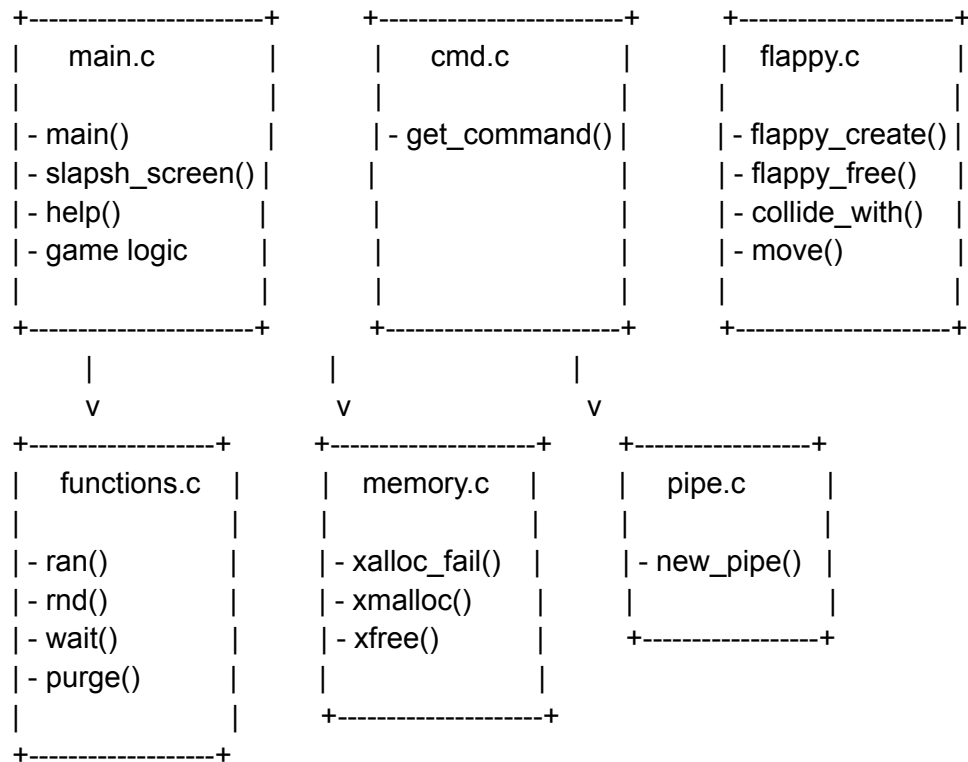 main.c cmd.c flappy.c
- main() - get_command() - flappy_create()
- slapsh_screen() - flappy_free()
- help() - collide_with()
- game logic - move()
v v v
functions.c memory.c pipe.c
- ran() - xalloc_fail() - new_pipe()
- rnd() - xmalloc()
- wait() - xfree()
- purge()